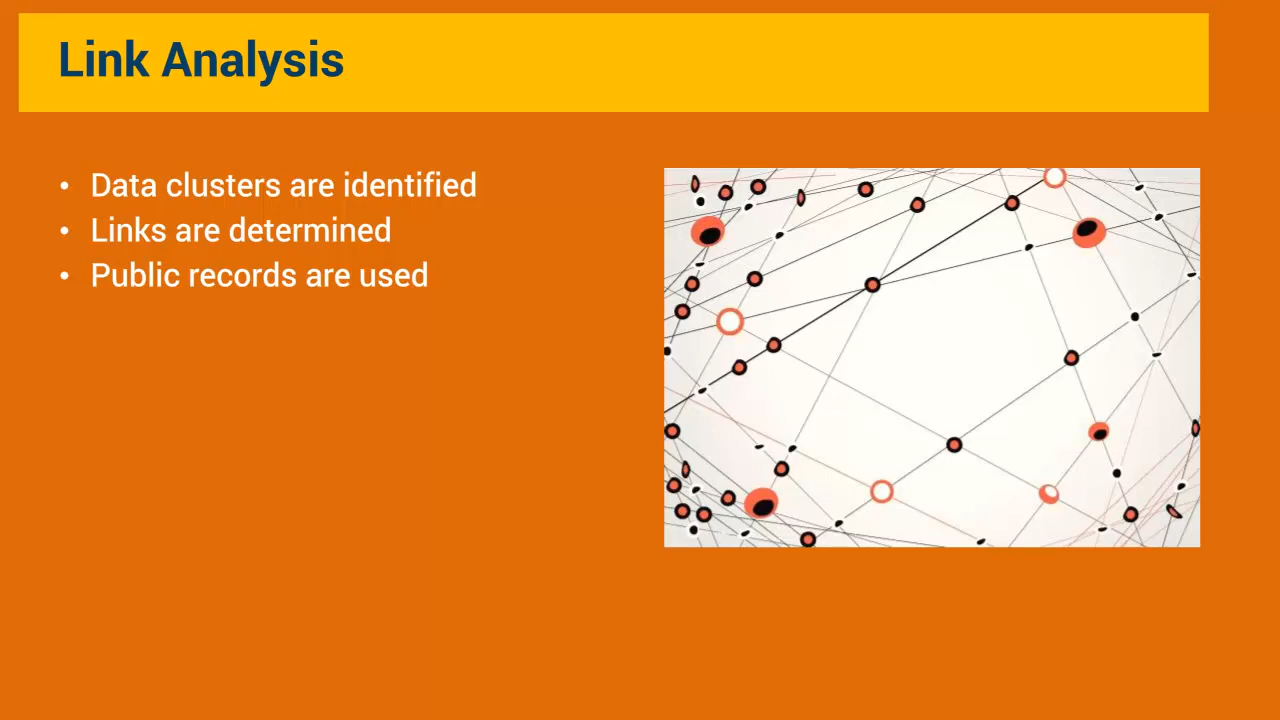 Link Analysis
• Data clusters are identified
• Links are determined
• Public records are used